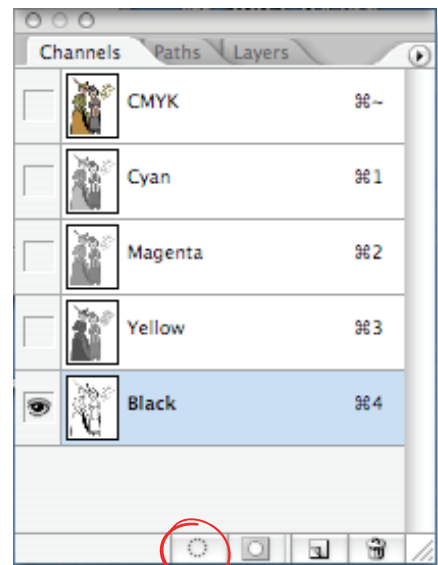 Channels Paths Layers
CMYK ⌘~
Cyan ⌘1
Magenta ⌘2
Yellow ⌘3
Black ⌘4